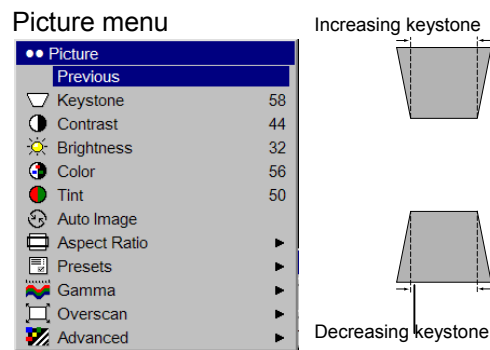 Picture menu
Picture
Previous
Keystone 58
Contrast 44
Brightness 32
Color 56
Tint 50
Auto Image
Aspect Ratio
Presets
Gamma
Overscan
Advanced
Increasing keystone
Decreasing keystone